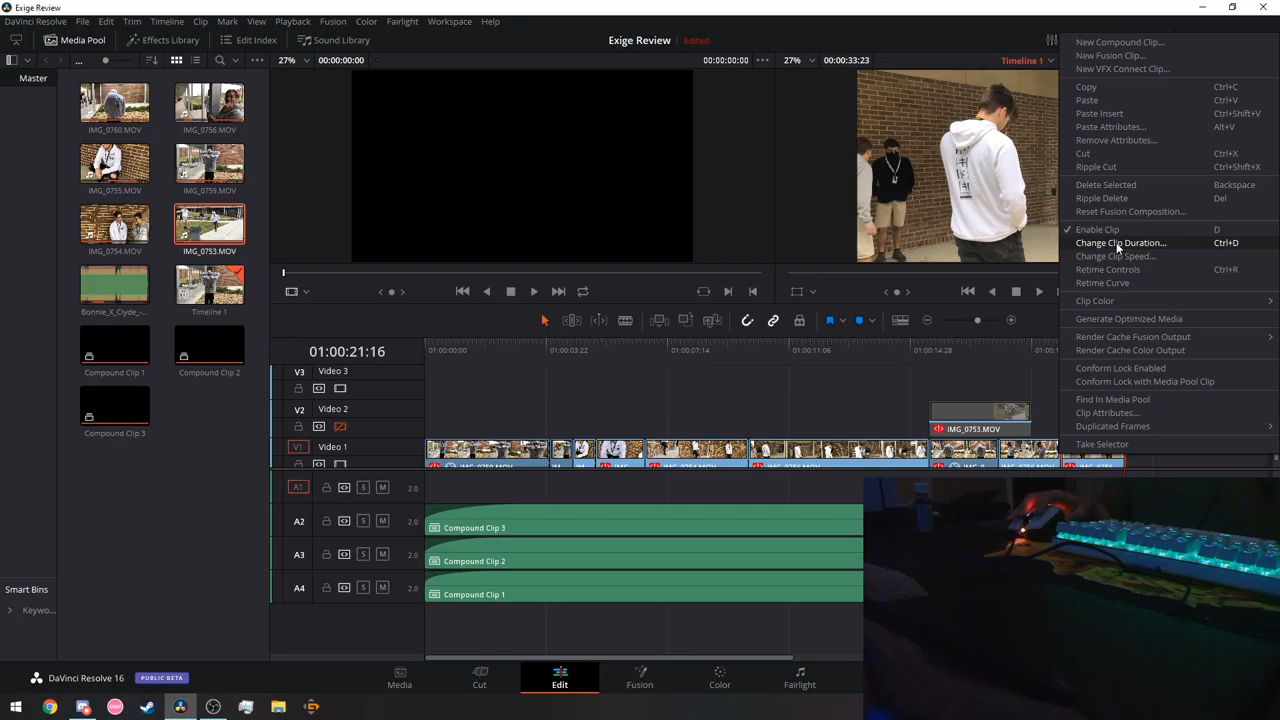 Exige Review
DaVinci Resolve File Edit Trim Timeline Clip Mark View Playback Fusion Color Fairlight Workspace Help
Media Pool Effects Library Edit Index Sound Library Exige Review Edited
... 27% 00:00:00:00 00:00:00:00 27% 00:00:33:23 Timeline 1
Master
IMG_0760.MOV IMG_0756.MOV
IMG_0755.MOV IMG_0759.MOV
IMG_0754.MOV IMG_0753.MOV
Bonnie_X_Clyde_-... Timeline 1
Compound Clip 1 Compound Clip 2
Compound Clip 3
Smart Bins
Keywo...
New Compound Clip...
New Fusion Clip...
New VFX Connect Clip...
Copy Ctrl+C
Paste Ctrl+V
Paste Insert Ctrl+Shift+V
Paste Attributes... Alt+V
Remove Attributes...
Cut Ctrl+X
Ripple Cut Ctrl+Shift+X
Delete Selected Backspace
Ripple Delete Del
Reset Fusion Composition...
Enable Clip D
Change Clip Duration... Ctrl+D
Change Clip Speed...
Retime Controls Ctrl+R
Retime Curve
Clip Color
Generate Optimized Media
Render Cache Fusion Output
Render Cache Color Output
Conform Lock Enabled
Conform Lock with Media Pool Clip
Find In Media Pool
Clip Attributes...
Duplicated Frames
Take Selector
01:00:21:16 01:00:00:00 01:00:03:22 01:00:07:14 01:00:11:06 01:00:14:28
V3 Video 3
V2 Video 2
IMG_0753.MOV
V1 Video 1
A1 S M 2.0
A2 S M 2.0 Compound Clip 3
A3 S M 2.0 Compound Clip 2
A4 S M 2.0 Compound Clip 1
DaVinci Resolve 16 PUBLIC BETA
Media Cut Edit Fusion Color Fairlight